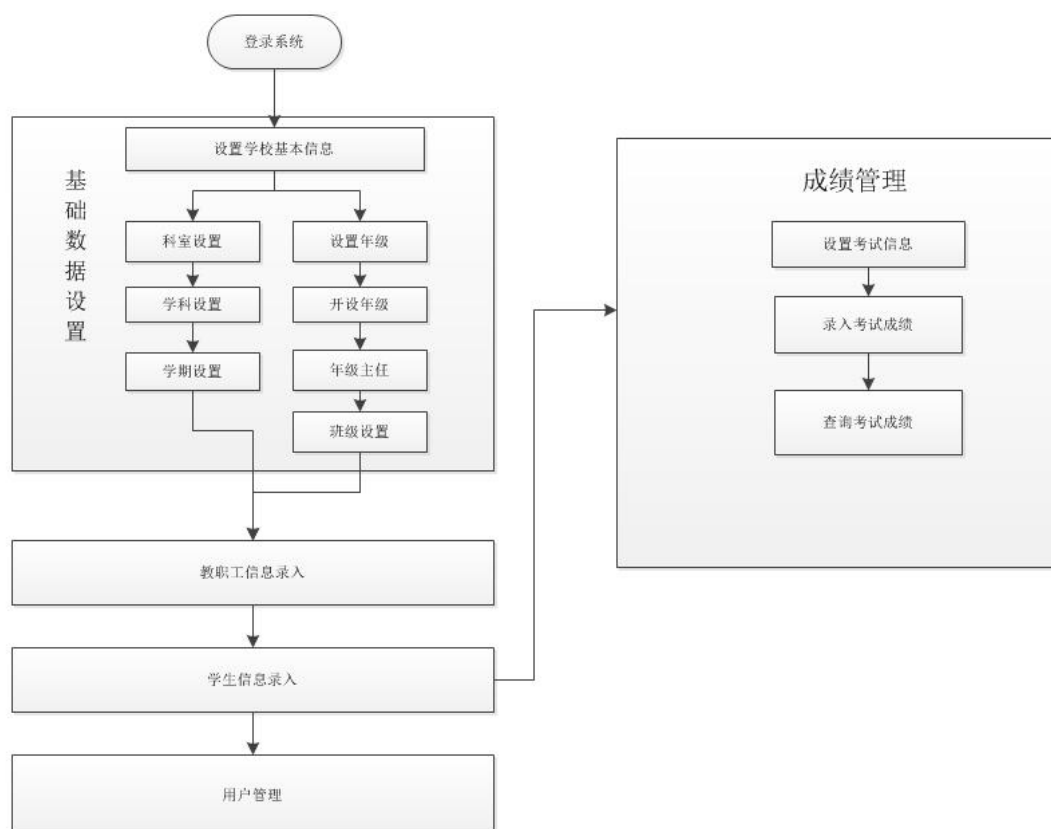 登录系统
基础数据设置
设置学校基本信息
科室设置
设置年级
学科设置
开设年级
学期设置
年级主任
班级设置
教职工信息录入
学生信息录入
用户管理
成绩管理
设置考试信息
录入考试成绩
查询考试成绩